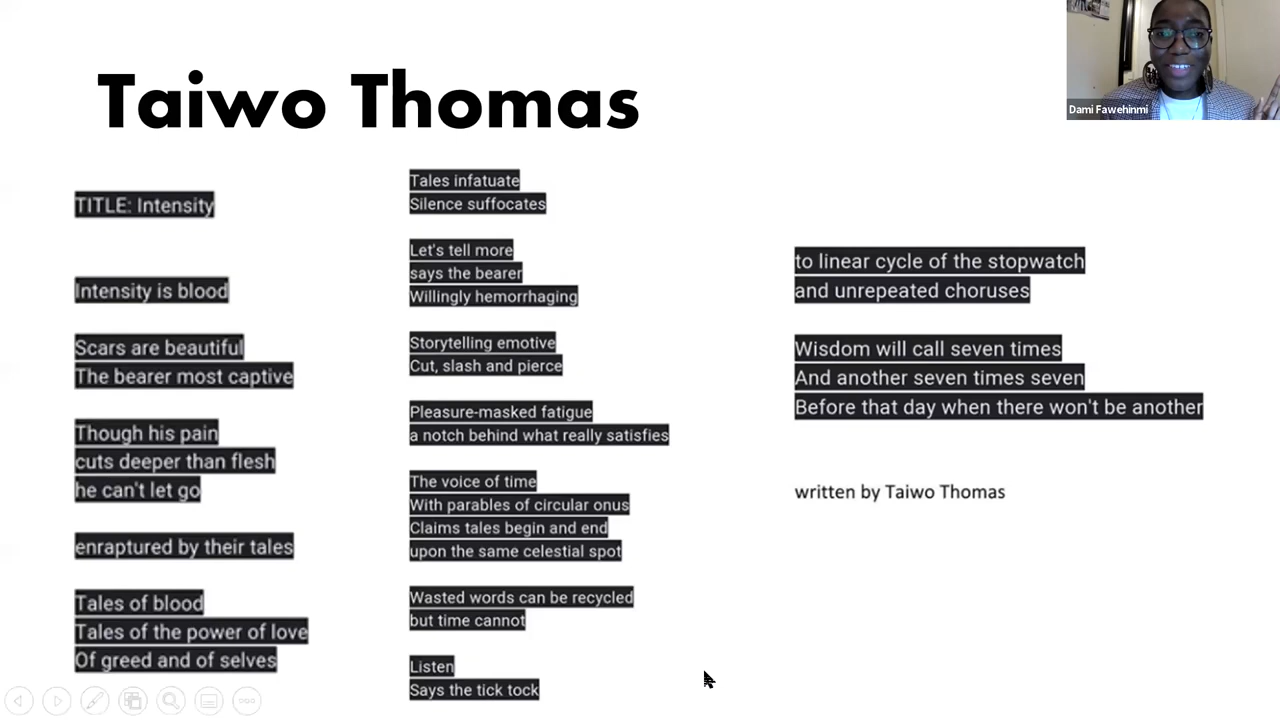 Taiwo Thomas
Dami Fawehinmi
TITLE: Intensity
Intensity is blood
Scars are beautiful
The bearer most captive
Though his pain
cuts deeper than flesh
he can't let go
enraptured by their tales
Tales of blood
Tales of the power of love
Of greed and of selves
Tales infatuate
Silence suffocates
Let's tell more
says the bearer
Willingly hemorrhaging
Storytelling emotive
Cut, slash and pierce
Pleasure-masked fatigue
a notch behind what really satisfies
The voice of time
With parables of circular onus
Claims tales begin and end
upon the same celestial spot
Wasted words can be recycled
but time cannot
Listen
Says the tick tock
to linear cycle of the stopwatch
and unrepeated choruses
Wisdom will call seven times
And another seven times seven
Before that day when there won't be another
written by Taiwo Thomas